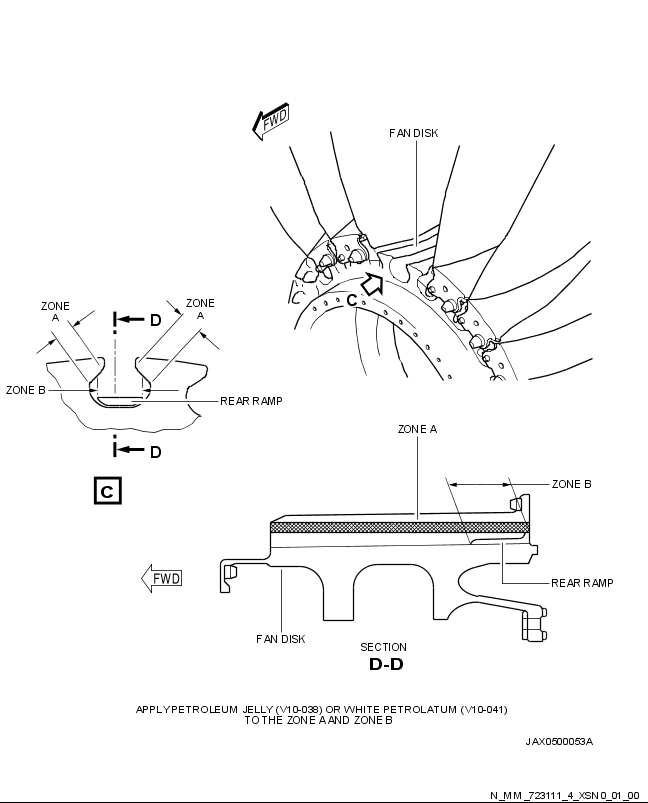 FWD
FAN DISK
C
ZONE
A
ZONE
A
D
ZONE B
REAR RAMP
D
C
ZONE A
ZONE B
FWD
REAR RAMP
FAN DISK
SECTION
D-D
APPLY PETROLEUM JELLY (V10-038) OR WHITE PETROLATUM (V10-041)
TO THE ZONE A AND ZONE B
JAX0500053A
N_MM_723111_4_XSN0_01_00